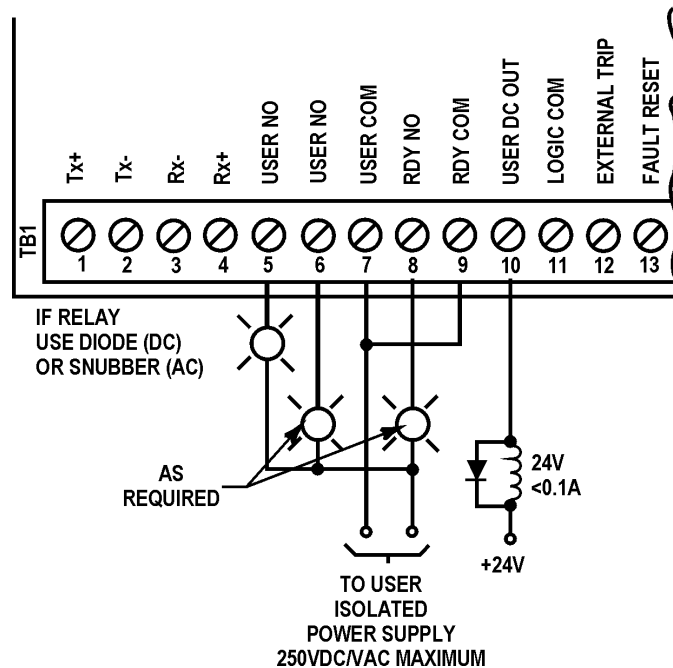 Tx+
Tx-
Rx-
Rx+
USER NO
USER NO
USER COM
RDY NO
RDY COM
USER DC OUT
LOGIC COM
EXTERNAL TRIP
FAULT RESET
TB1
1 2 3 4 5 6 7 8 9 10 11 12 13
IF RELAY
USE DIODE (DC)
OR SNUBBER (AC)
AS
REQUIRED
24V
<0.1A
+24V
TO USER
ISOLATED
POWER SUPPLY
250VDC/VAC MAXIMUM